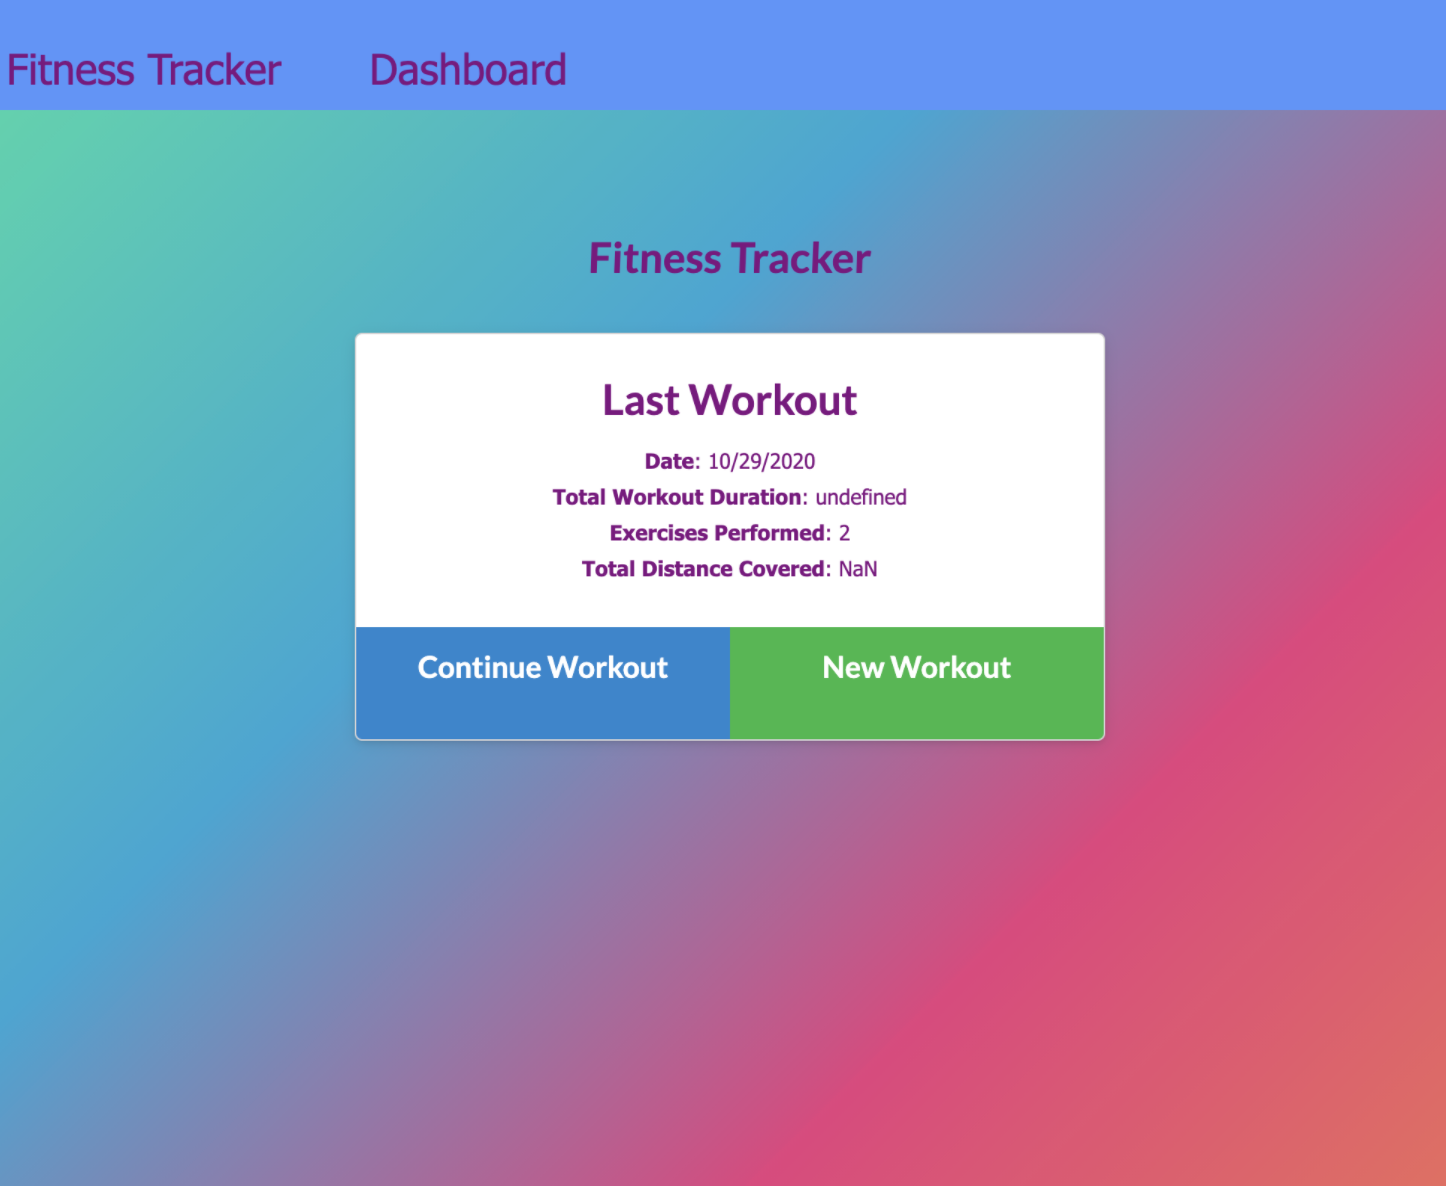 Fitness Tracker Dashboard
Fitness Tracker
Last Workout
Date: 10/29/2020
Total Workout Duration: undefined
Exercises Performed: 2
Total Distance Covered: NaN
Continue Workout New Workout